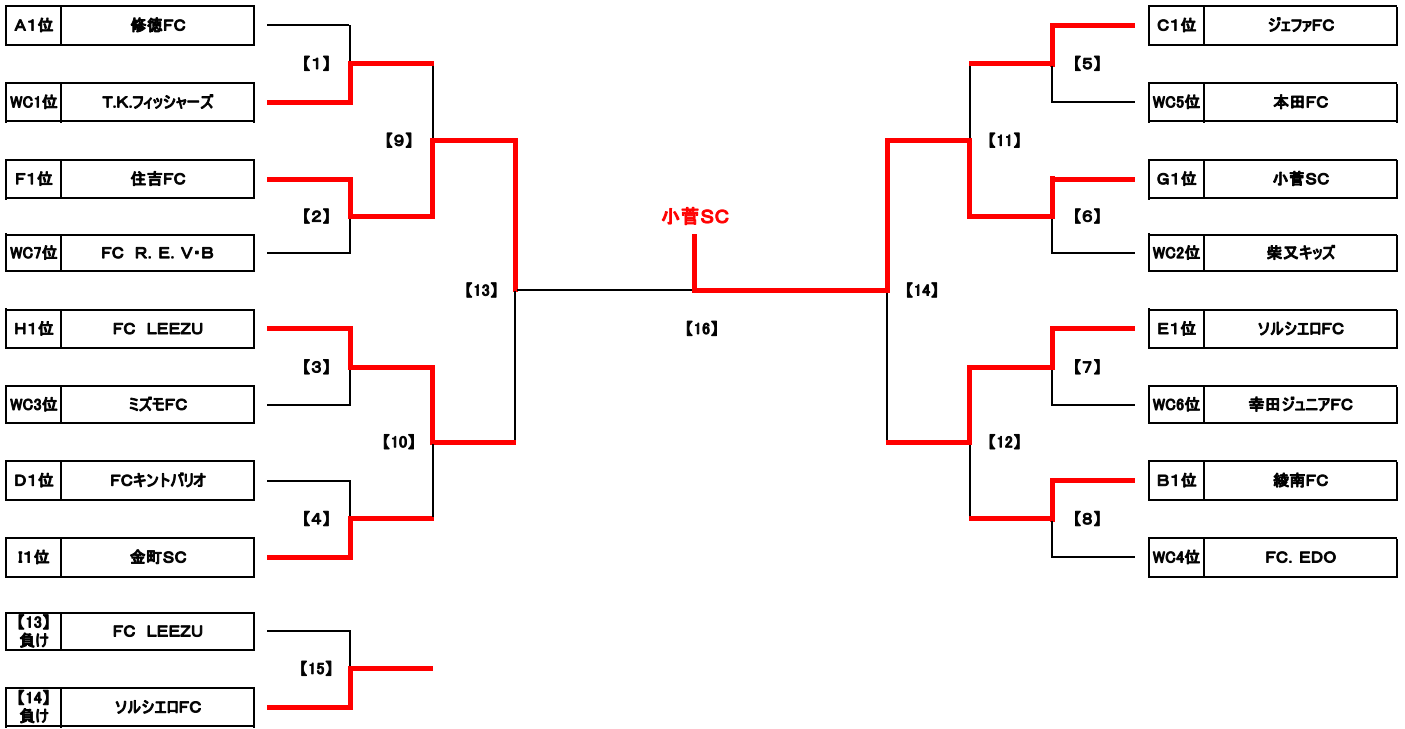 A1位 修徳FC
【1】
WC1位 T.K.フィッシャーズ
【9】
F1位 住吉FC
【2】
WC7位 FC R.E.V・B
【13】
H1位 FC LEEZU
【3】
WC3位 ミズモFC
【10】
D1位 FCキントバリオ
【4】
I1位 金町SC
【13】
負け
FC LEEZU
【15】
【14】
負け
ソルシエロFC
小菅SC
【16】
C1位 ジェファFC
【5】
WC5位 本田FC
【11】
G1位 小菅SC
【6】
WC2位 柴又キッズ
【14】
E1位 ソルシエロFC
【7】
WC6位 幸田ジュニアFC
【12】
B1位 綾南FC
【8】
WC4位 FC.EDO